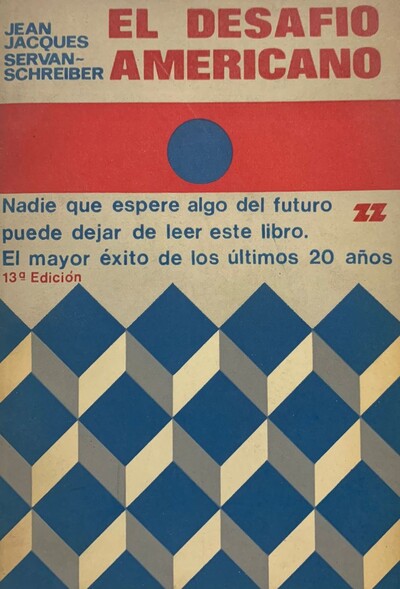 JEAN
JACQUES
SERVAN-
SCHREIBER
EL DESAFIO
AMERICANO
Nadie que espere algo del futuro
puede dejar de leer este libro.
El mayor éxito de los últimos 20 años
13ª Edición
ZZ